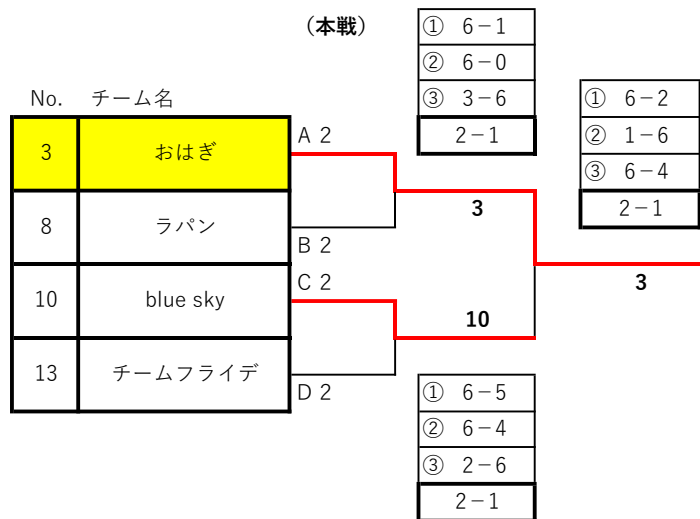 (本戦)
① 6－1
② 6－0
③ 3－6
2－1
① 6－2
② 1－6
③ 6－4
2－1
No. チーム名
3 おはぎ A 2
8 ラパン B 2
10 blue sky C 2
13 チームフライデ D 2
3
10
3
① 6－5
② 6－4
③ 2－6
2－1